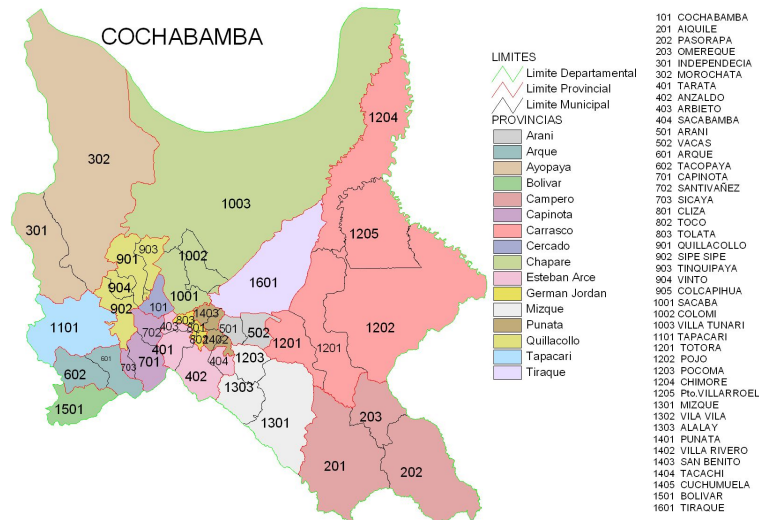 COCHABAMBA
LIMITES
Limite Departamental
Limite Provincial
Limite Municipal
PROVINCIAS
Arani
Arque
Ayopaya
Bolivar
Campero
Capinota
Carrasco
Cercado
Chapare
Esteban Arce
German Jordan
Mizque
Punata
Quillacollo
Tapacari
Tiraque
101 COCHABAMBA
201 AIQUILE
202 PASORAPA
203 OMEREQUE
301 INDEPENDECIA
302 MOROCHATA
401 TARATA
402 ANZALDO
403 ARBIETO
404 SACABAMBA
501 ARANI
502 VACAS
601 ARQUE
602 TACOPAYA
701 CAPINOTA
702 SANTIVAÑEZ
703 SICAYA
801 CLIZA
802 TOCO
803 TOLATA
901 QUILLACOLLO
902 SIPE SIPE
903 TINQUIPAYA
904 VINTO
905 COLCAPIHUA
1001 SACABA
1002 COLOMI
1003 VILLA TUNARI
1101 TAPACARI
1201 TOTORA
1202 POJO
1203 POCOMA
1204 CHIMORE
1205 Pto.VILLARROEL
1301 MIZQUE
1302 VILA VILA
1303 ALALAY
1401 PUNATA
1402 VILLA RIVERO
1403 SAN BENITO
1404 TACACHI
1405 CUCHUMUELA
1501 BOLIVAR
1601 TIRAQUE
1204
302
1003
301
1205
903
901
1002
904
1601
1001
902
101
1403
803
1101
702
403
801
501
502
1202
802
1402
1201
1201
401
1203
404
602
601
703
701
402
1303
1501
1301
203
201
202